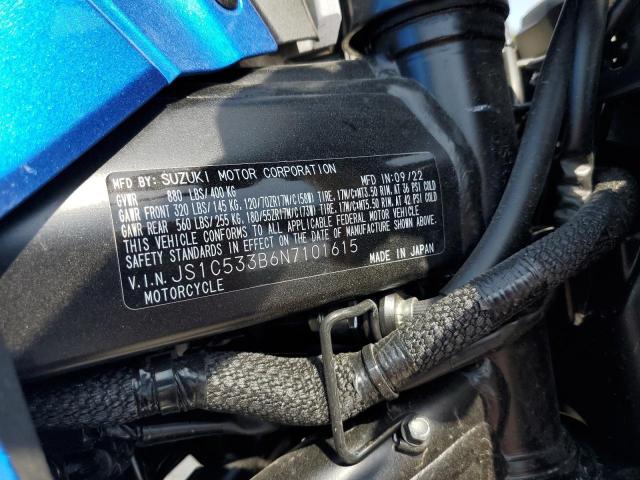 MFD BY: SUZUKI MOTOR CORPORATION MFD IN:09/22
GVWR 880 LBS/400 KG
GAWR FRONT 320 LBS/145 KG, 120/70ZR17M/C(58W) TIRE, 17M/C×MT3.50 RIM, AT 36 PSI COLD
GAWR REAR 560 LBS/255 KG, 180/55ZR17M/C(73W) TIRE, 17M/C×MT5.50 RIM, AT 42 PSI COLD
THIS VEHICLE CONFORMS TO ALL APPLICABLE FEDERAL MOTOR VEHICLE
SAFETY STANDARDS IN EFFECT ON THE DATE OF MANUFACTURE SHOWN ABOVE.
V.I.N. JS1C533B6N7101615 MADE IN JAPAN
MOTORCYCLE